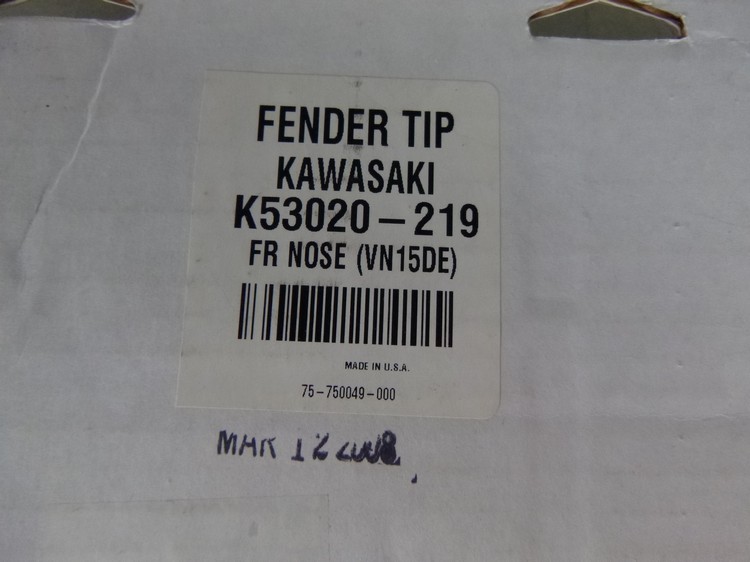 FENDER TIP
KAWASAKI
K53020-219
FR NOSE (VN15DE)
MADE IN U.S.A.
75-750049-000
MAR 12 2008